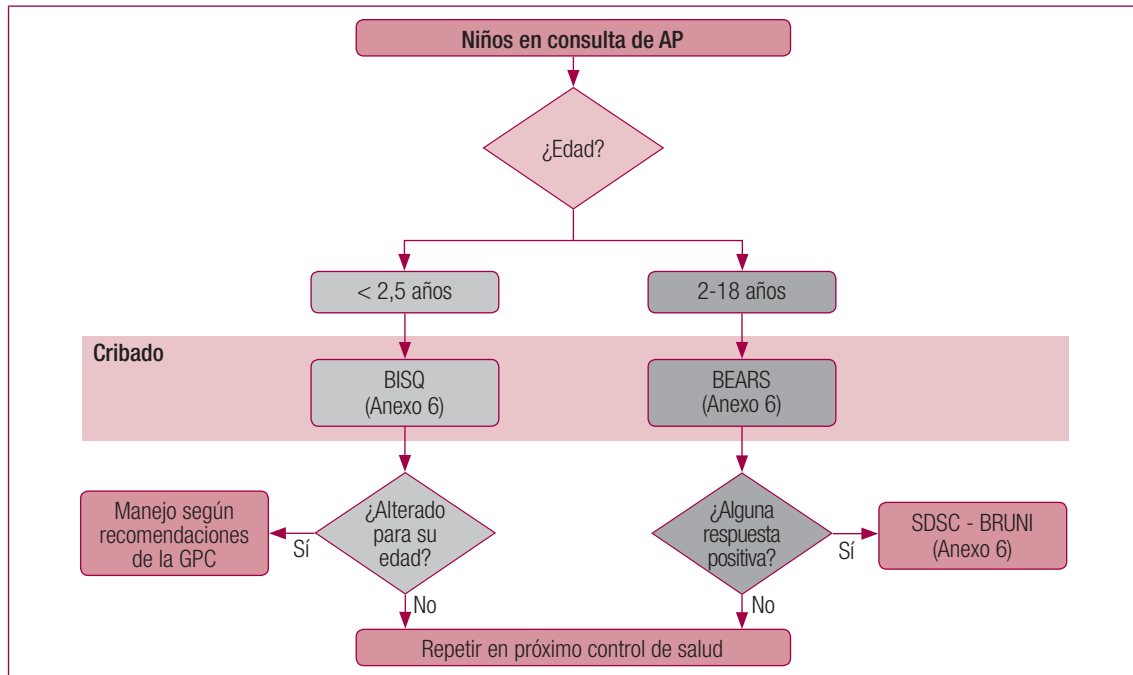 Niños en consulta de AP
¿Edad?
< 2,5 años
2-18 años
Cribado
BISQ
(Anexo 6)
BEARS
(Anexo 6)
Manejo según
recomendaciones
de la GPC
Sí
¿Alterado
para su
edad?
¿Alguna
respuesta
positiva?
Sí
SDSC - BRUNI
(Anexo 6)
No
No
Repetir en próximo control de salud